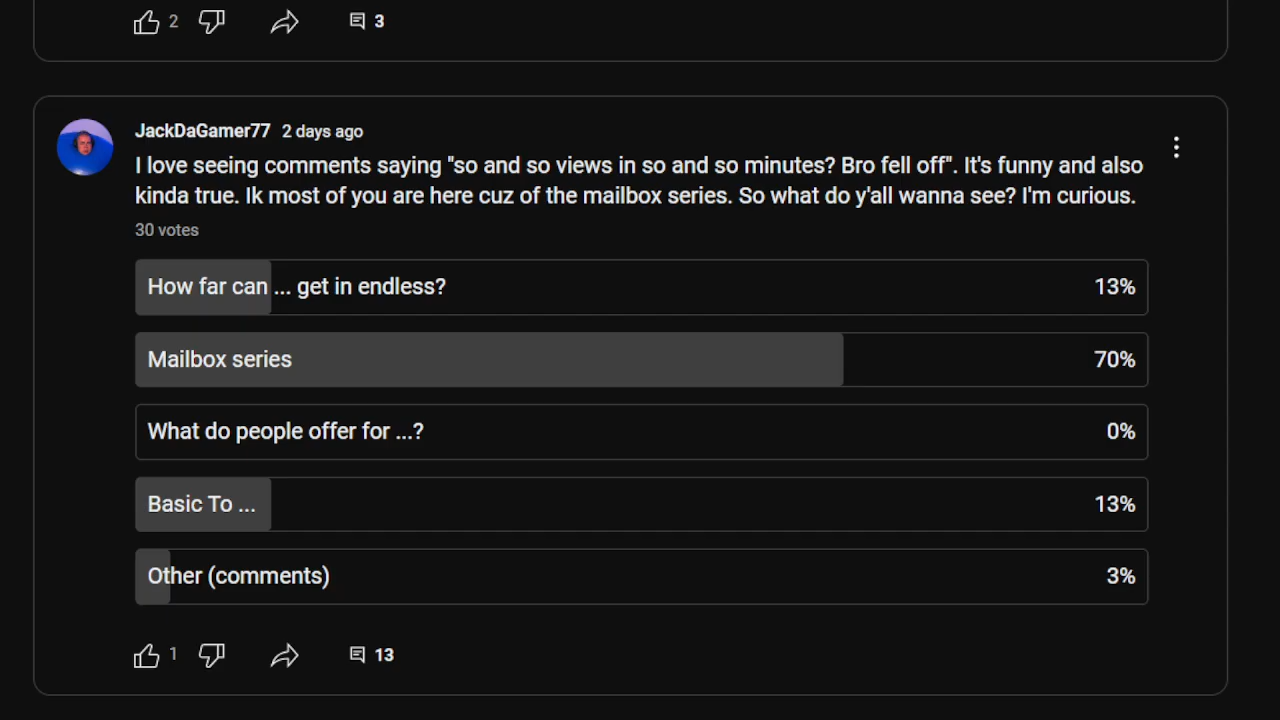 2
3
JackDaGamer77 2 days ago
I love seeing comments saying "so and so views in so and so minutes? Bro fell off". It's funny and also
kinda true. Ik most of you are here cuz of the mailbox series. So what do y'all wanna see? I'm curious.
30 votes
How far can ... get in endless? 13%
Mailbox series 70%
What do people offer for ...? 0%
Basic To ... 13%
Other (comments) 3%
1
13